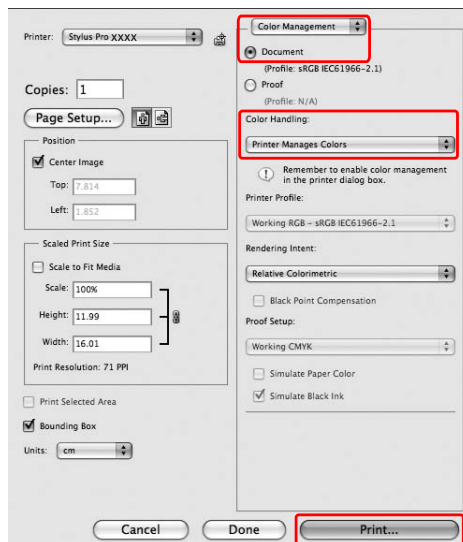 Printer: Stylus Pro XXXX
Copies: 1
Page Setup...
Position
Center Image
Top: 7.814
Left: 1.852
Scaled Print Size
Scale to Fit Media
Scale: 100%
Height: 11.99
Width: 16.01
Print Resolution: 71 PPI
Print Selected Area
Bounding Box
Units: cm
Color Management
Document
(Profile: sRGB IEC61966-2.1)
Proof
(Profile: N/A)
Color Handling:
Printer Manages Colors
Remember to enable color management
in the printer dialog box.
Printer Profile:
Working RGB - sRGB IEC61966-2.1
Rendering Intent:
Relative Colorimetric
Black Point Compensation
Proof Setup:
Working CMYK
Simulate Paper Color
Simulate Black Ink
Cancel
Done
Print...